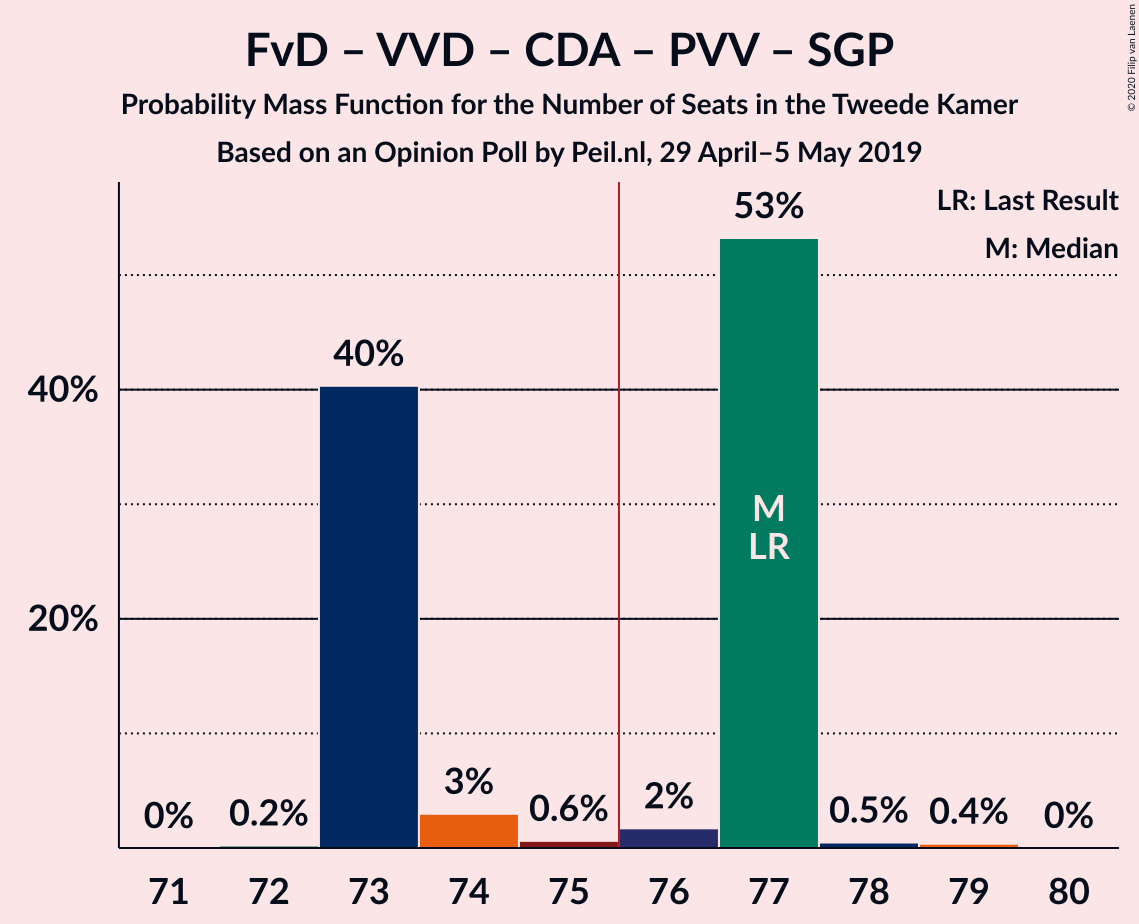 FvD – VVD – CDA – PVV – SGP
Probability Mass Function for the Number of Seats in the Tweede Kamer
Based on an Opinion Poll by Peil.nl, 29 April–5 May 2019
© 2020 Filip van Laenen
LR: Last Result
M: Median
53%
40%
40%
M
LR
20%
0%
0.2%
3%
0.6%
2%
0.5%
0.4%
0%
71
72
73
74
75
76
77
78
79
80